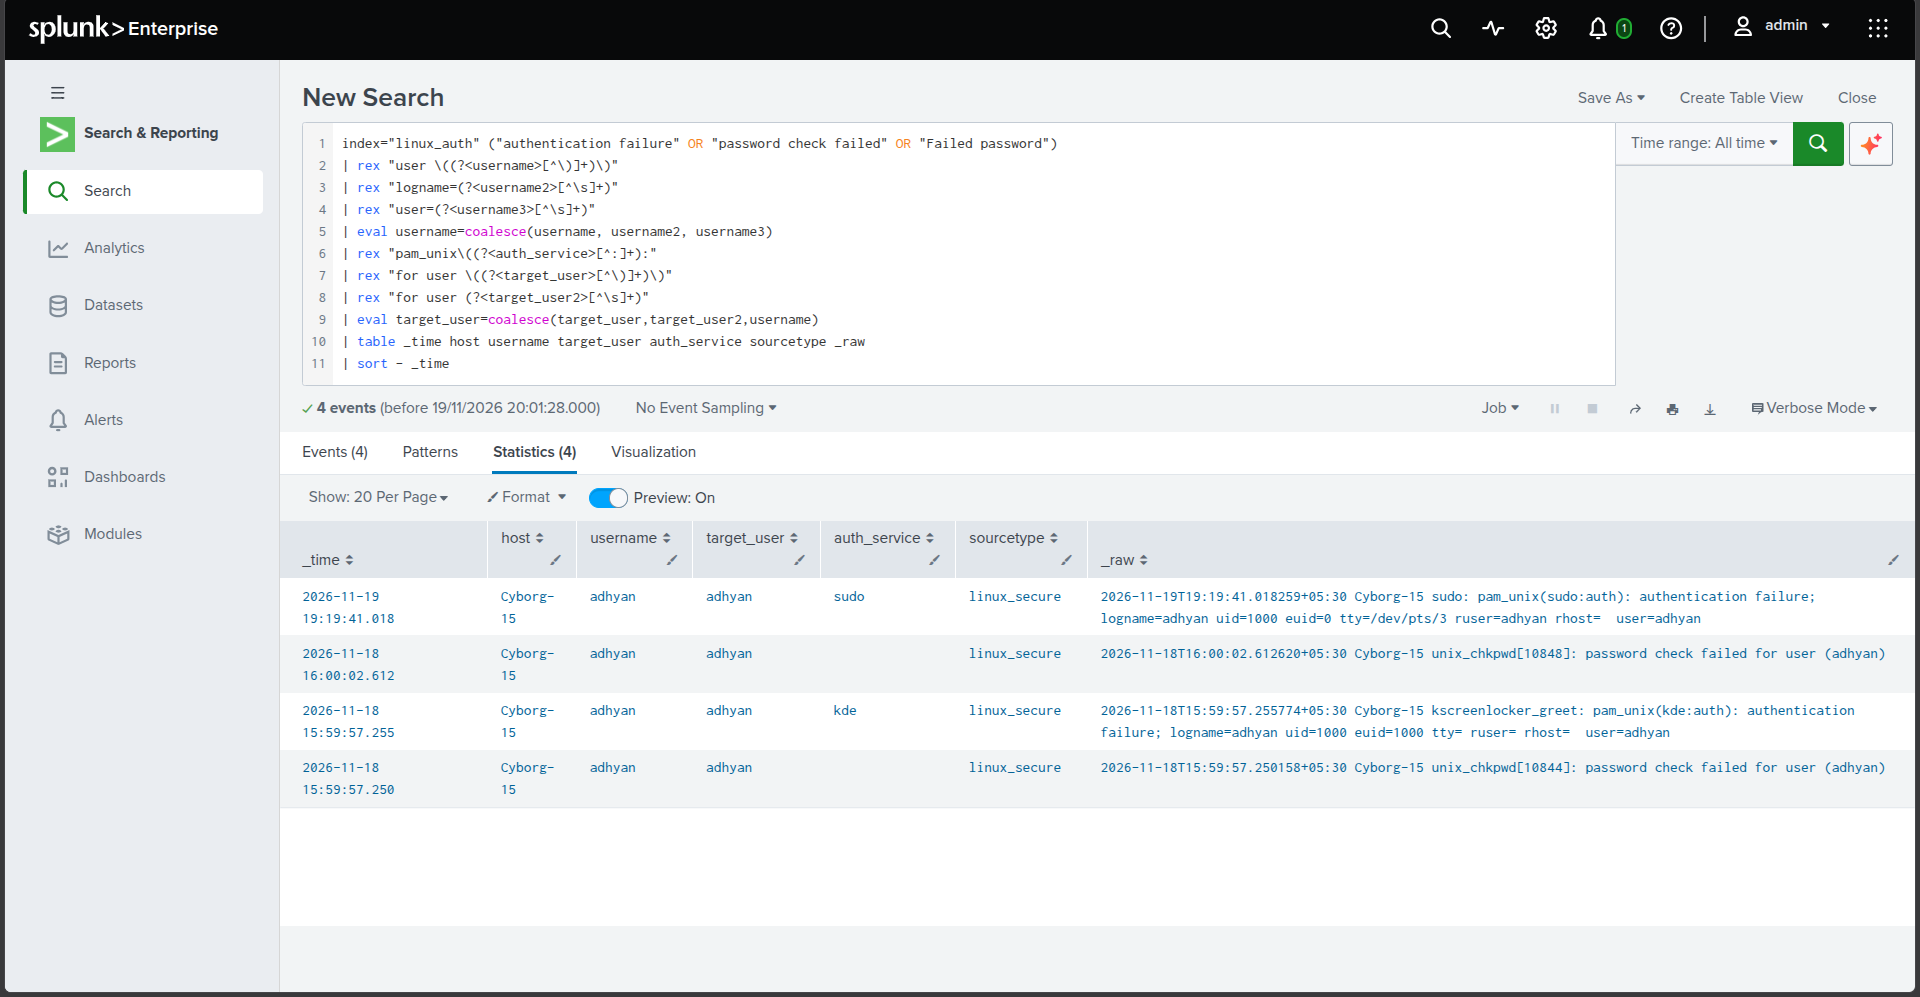 splunk>Enterprise
1
admin
Search & Reporting
Search
Analytics
Datasets
Reports
Alerts
Dashboards
Modules
New Search
Save As
Create Table View
Close
1 index="linux_auth" ("authentication failure" OR "password check failed" OR "Failed password")
2 | rex "user \((?<username>[^\)]+)\)"
3 | rex "logname=(?<username2>[^\s]+)"
4 | rex "user=(?<username3>[^\s]+)"
5 | eval username=coalesce(username, username2, username3)
6 | rex "pam_unix\((?<auth_service>[^:]+):"
7 | rex "for user \((?<target_user>[^\)]+)\)"
8 | rex "for user (?<target_user2>[^\s]+)"
9 | eval target_user=coalesce(target_user,target_user2,username)
10 | table _time host username target_user auth_service sourcetype _raw
11 | sort - _time
Time range: All time
4 events (before 19/11/2026 20:01:28.000)
No Event Sampling
Job
Verbose Mode
Events (4)
Patterns
Statistics (4)
Visualization
Show: 20 Per Page
Format
Preview: On
_time
host
username
target_user
auth_service
sourcetype
_raw
2026-11-19
19:19:41.018
Cyborg-
15
adhyan
adhyan
sudo
linux_secure
2026-11-19T19:19:41.018259+05:30 Cyborg-15 sudo: pam_unix(sudo:auth): authentication failure;
logname=adhyan uid=1000 euid=0 tty=/dev/pts/3 ruser=adhyan rhost=  user=adhyan
2026-11-18
16:00:02.612
Cyborg-
15
adhyan
adhyan
linux_secure
2026-11-18T16:00:02.612620+05:30 Cyborg-15 unix_chkpwd[10848]: password check failed for user (adhyan)
2026-11-18
15:59:57.255
Cyborg-
15
adhyan
adhyan
kde
linux_secure
2026-11-18T15:59:57.255774+05:30 Cyborg-15 kscreenlocker_greet: pam_unix(kde:auth): authentication
failure; logname=adhyan uid=1000 euid=1000 tty= ruser= rhost=  user=adhyan
2026-11-18
15:59:57.250
Cyborg-
15
adhyan
adhyan
linux_secure
2026-11-18T15:59:57.250158+05:30 Cyborg-15 unix_chkpwd[10844]: password check failed for user (adhyan)